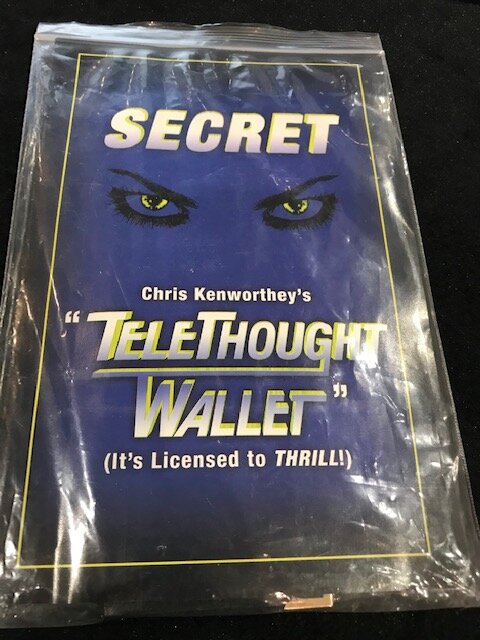 SECRET
Chris Kenworthey's
"TELETHOUGHT
WALLET"
(It's Licensed to THRILL!)